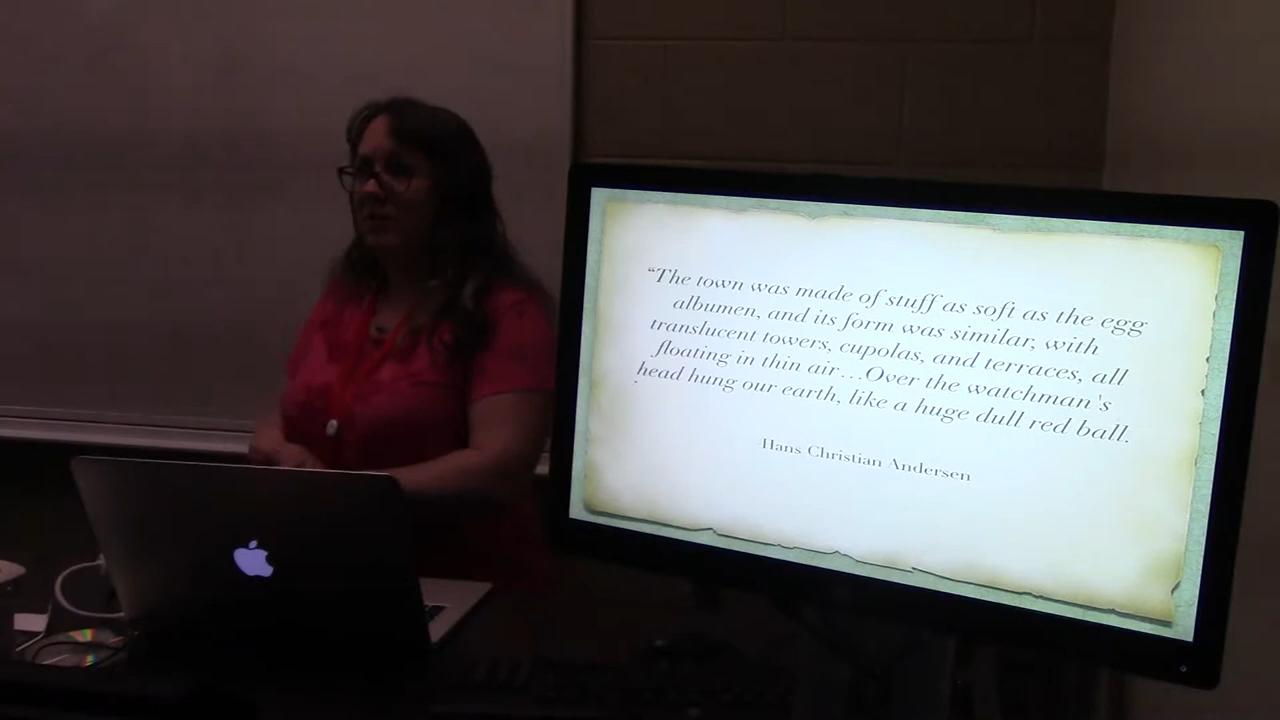 “The town was made of stuff as soft as the egg
albumen, and its form was similar, with
translucent towers, cupolas, and terraces, all
floating in thin air…Over the watchman's
head hung our earth, like a huge dull red ball.
-Hans Christian Andersen